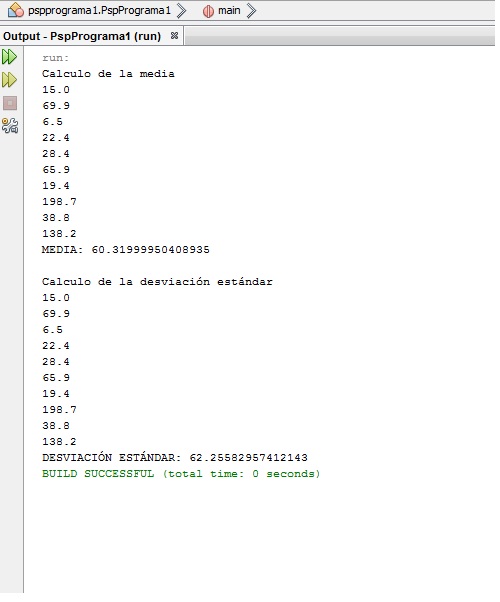 pspprograma1.PspPrograma1 main
Output - PspPrograma1 (run)
run:
Calculo de la media
15.0
69.9
6.5
22.4
28.4
65.9
19.4
198.7
38.8
138.2
MEDIA: 60.31999950408935
Calculo de la desviación estándar
15.0
69.9
6.5
22.4
28.4
65.9
19.4
198.7
38.8
138.2
DESVIACIÓN ESTÁNDAR: 62.25582957412143
BUILD SUCCESSFUL (total time: 0 seconds)